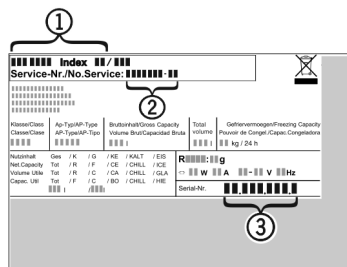 1
Index / 
Service-Nr./No.Service: -
2
Klasse/Class Ap-Typ/AP-Type Bruttoinhalt/Gross Capacity Total Gefriervermoegen/Freezing Capacity
Classe/Clase AP-Type/AP-Tipo Volume Brut/Capacidad Bruta volume Pouvoir de Congel./Capac.Congeladora
l l kg / 24 h
Nutzinhalt Ges / K / G / KE / KALT / EIS
Net.Capacity Tot / R / F / CE / CHILL / ICE
Volume Utile Tot / F / C / CA / CHILL / GLA
Capac. Util Tot / F / C / BO / CHILL / HIE
l / l
R : g
W A - V Hz
Serial-Nr. . . .
3